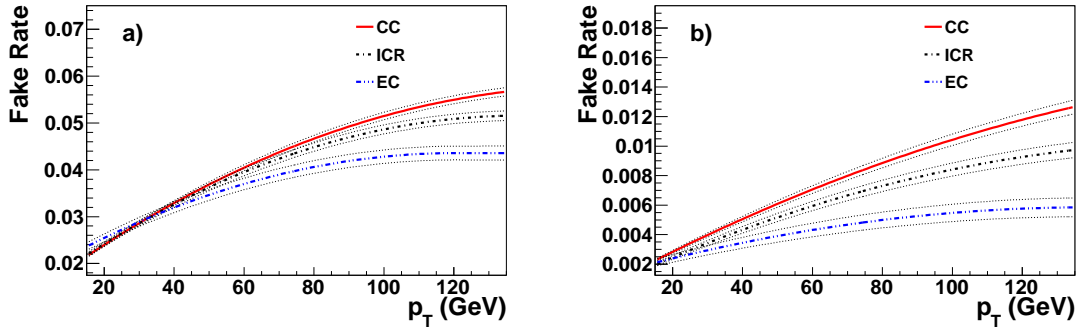 Fake Rate
0.07
0.06
0.05
0.04
0.03
0.02
a)
CC
ICR
EC
20 40 60 80 100 120
p_T (GeV)
Fake Rate
0.018
0.016
0.014
0.012
0.010
0.008
0.006
0.004
0.002
b)
CC
ICR
EC
20 40 60 80 100 120
p_T (GeV)